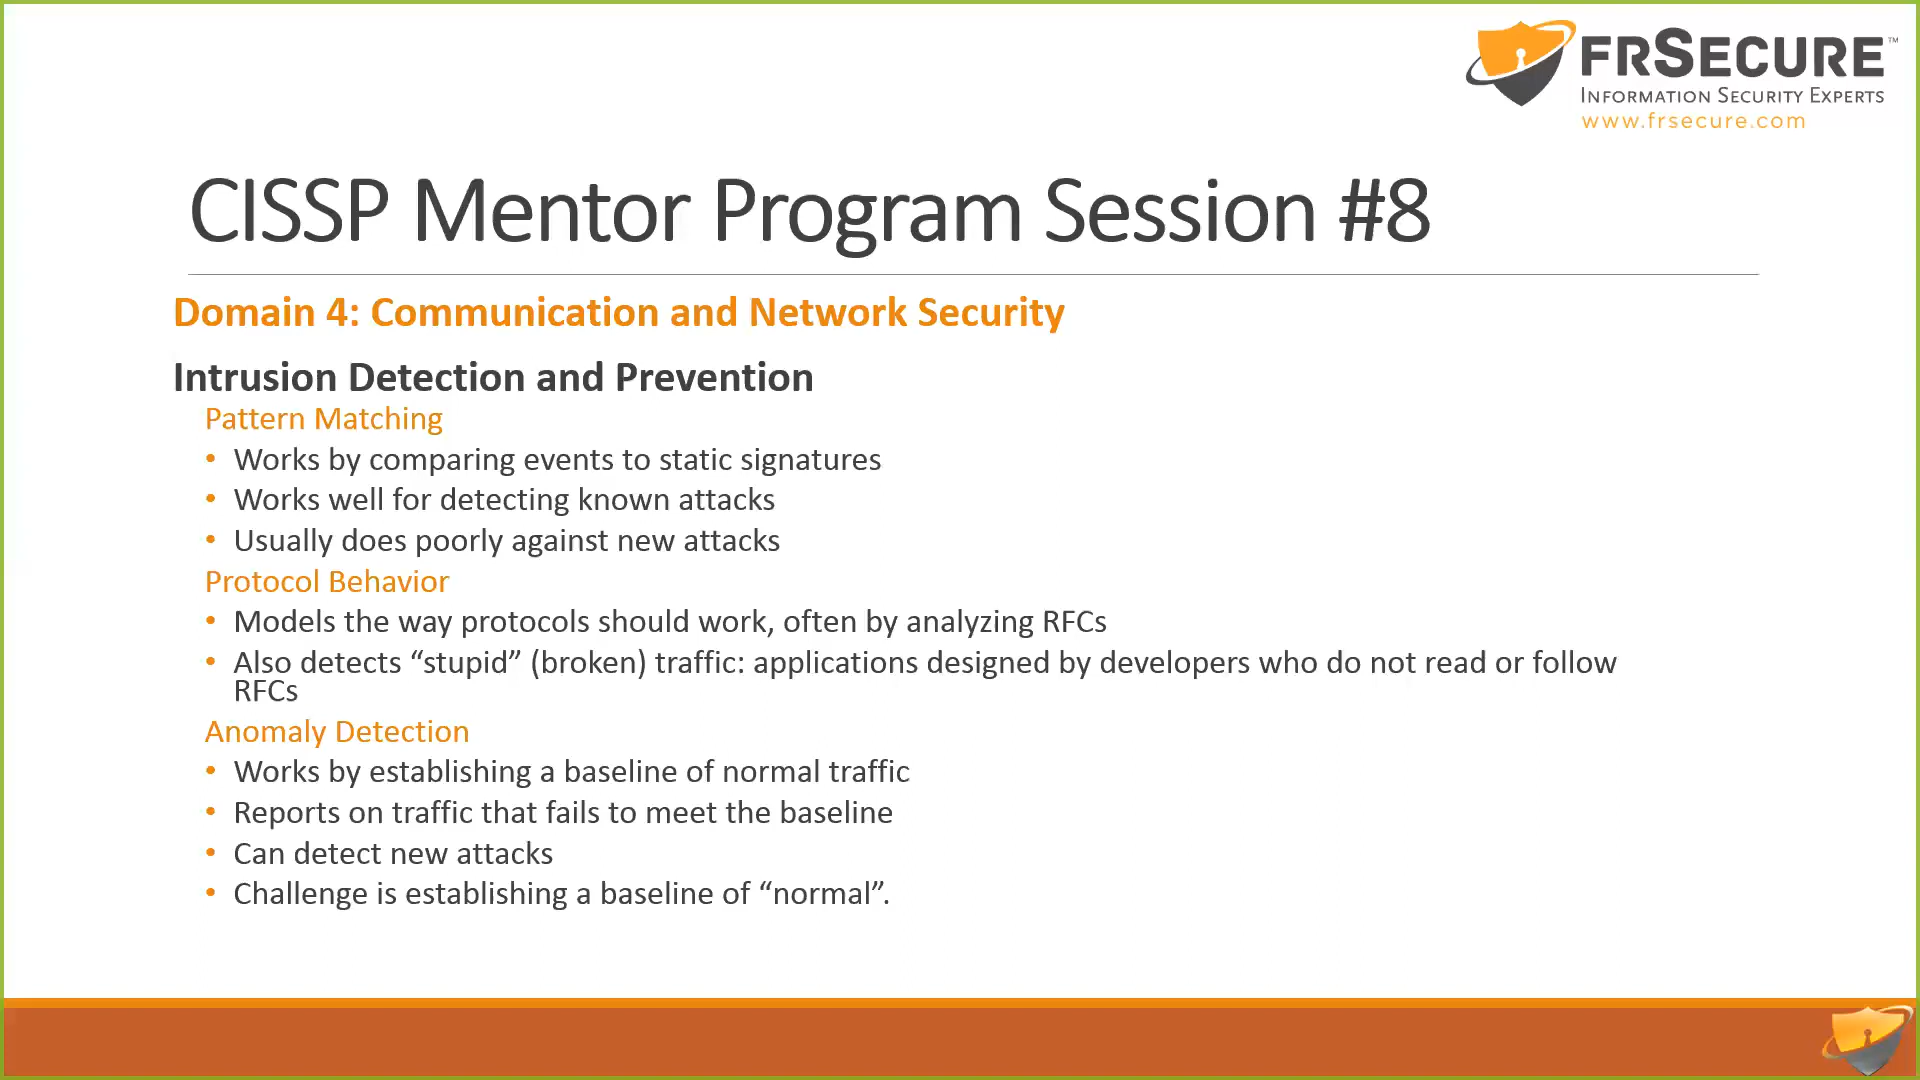 FRSECURE™
INFORMATION SECURITY EXPERTS
www.frsecure.com
CISSP Mentor Program Session #8
Domain 4: Communication and Network Security
Intrusion Detection and Prevention
Pattern Matching
• Works by comparing events to static signatures
• Works well for detecting known attacks
• Usually does poorly against new attacks
Protocol Behavior
• Models the way protocols should work, often by analyzing RFCs
• Also detects “stupid” (broken) traffic: applications designed by developers who do not read or follow
RFCs
Anomaly Detection
• Works by establishing a baseline of normal traffic
• Reports on traffic that fails to meet the baseline
• Can detect new attacks
• Challenge is establishing a baseline of “normal”.